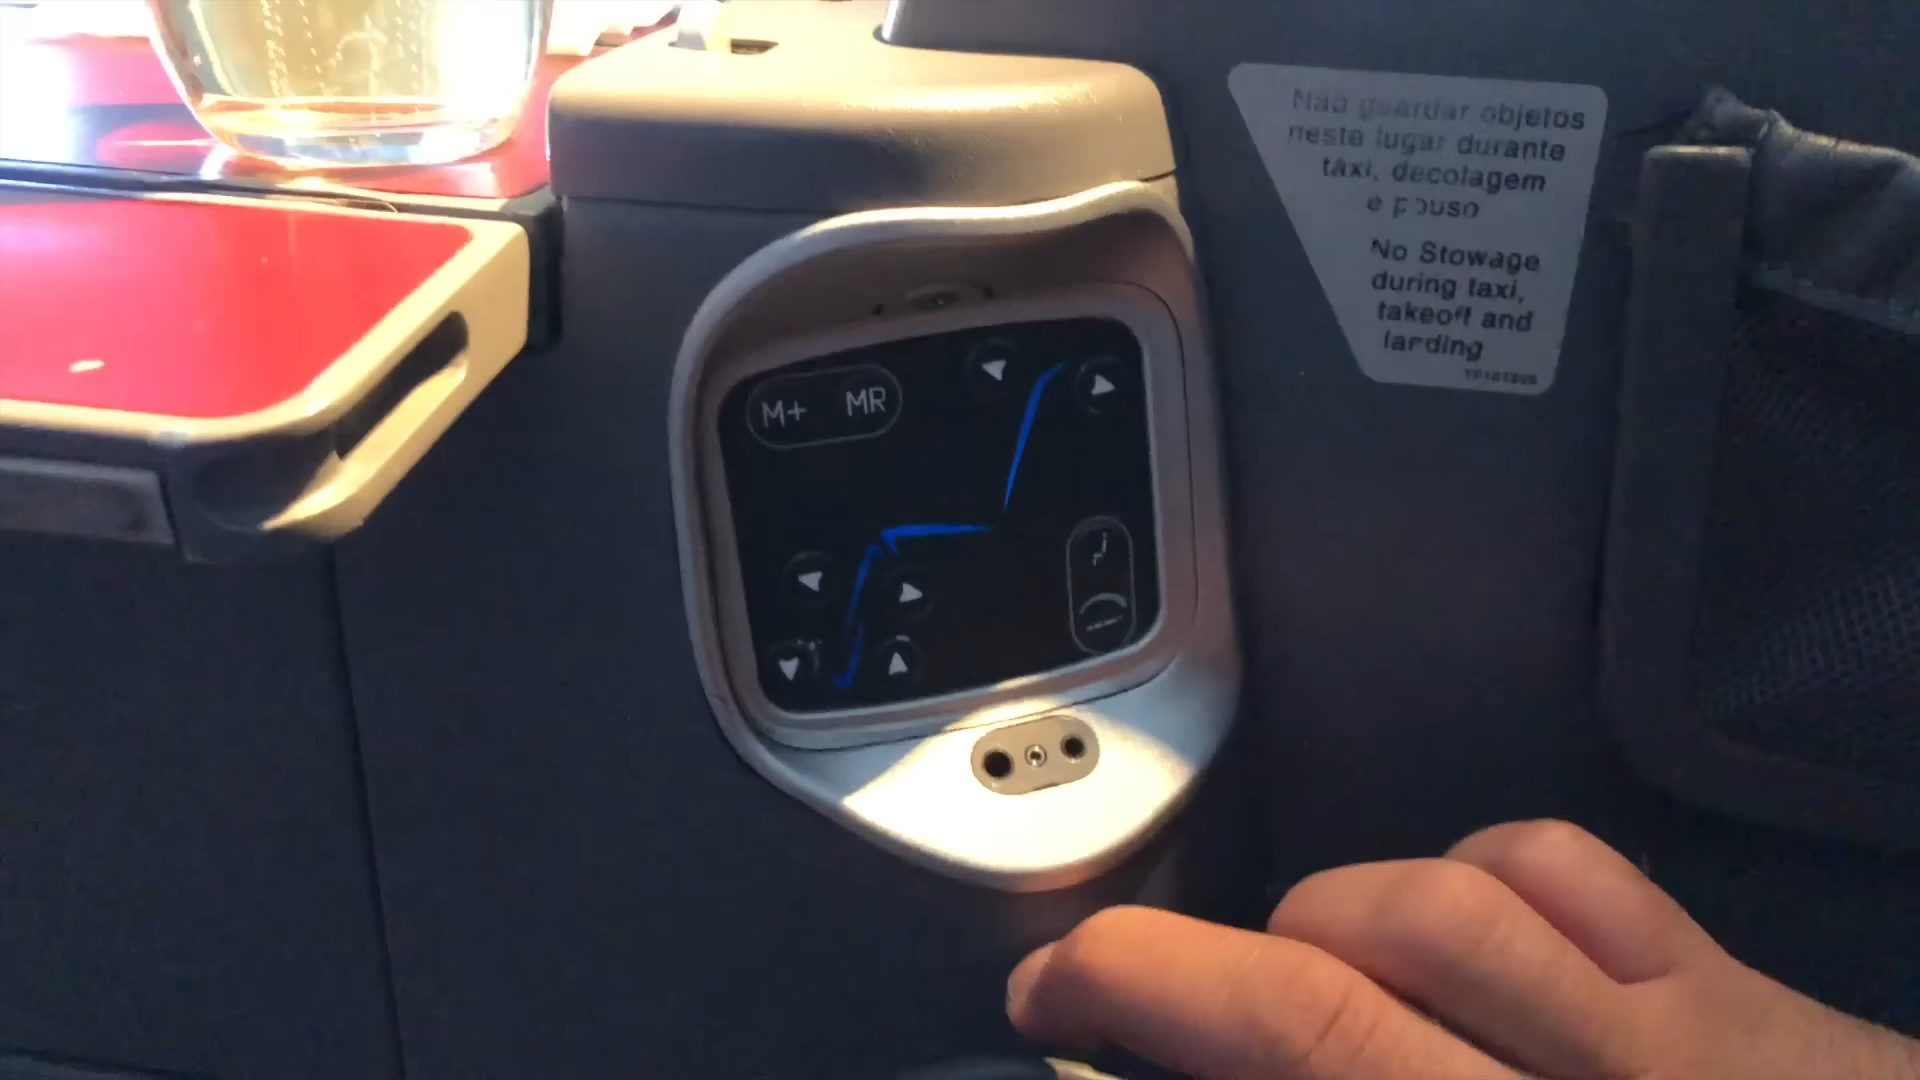 M+ MR
Não guardar objetos
neste lugar durante
táxi, decolagem
e pouso
No Stowage
during taxi,
takeoff and
landing